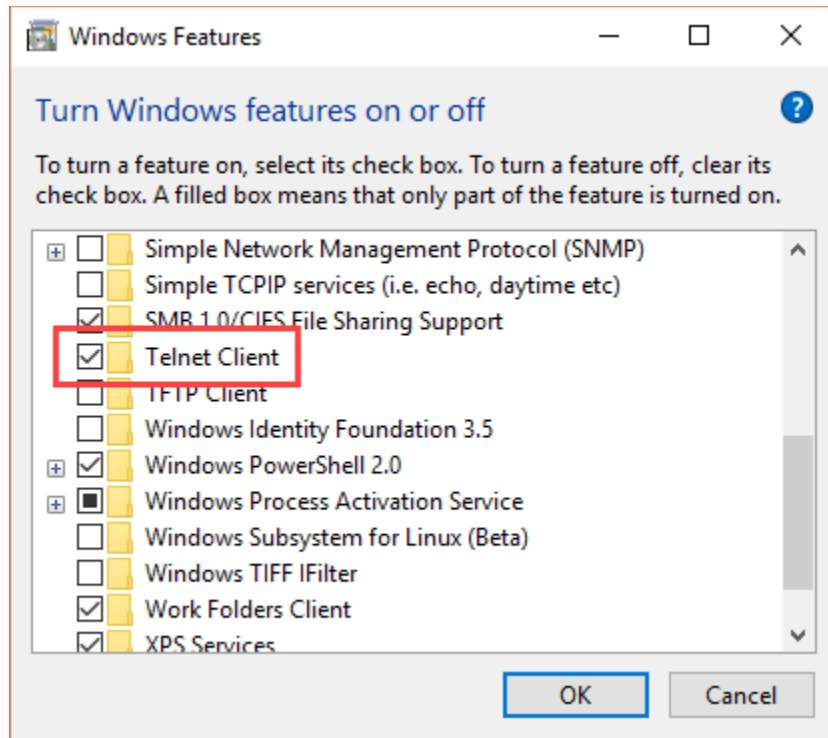 Windows Features
Turn Windows features on or off
?
To turn a feature on, select its check box. To turn a feature off, clear its
check box. A filled box means that only part of the feature is turned on.
Simple Network Management Protocol (SNMP)
Simple TCPIP services (i.e. echo, daytime etc)
SMB 1.0/CIFS File Sharing Support
Telnet Client
TFTP Client
Windows Identity Foundation 3.5
Windows PowerShell 2.0
Windows Process Activation Service
Windows Subsystem for Linux (Beta)
Windows TIFF IFilter
Work Folders Client
XPS Services
OK
Cancel